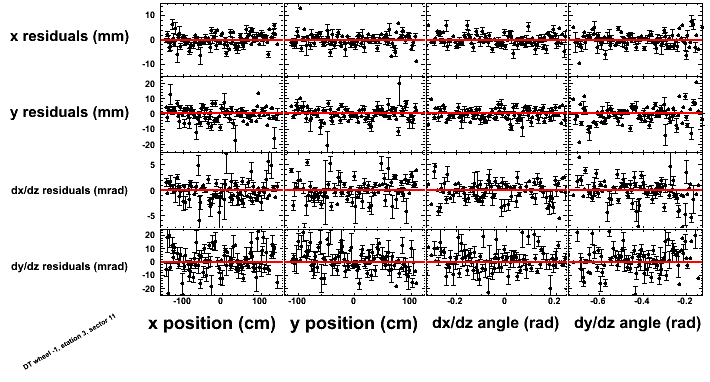 x residuals (mm)
10
0
-10
y residuals (mm)
20
10
0
-10
-20
dx/dz residuals (mrad)
5
0
-5
dy/dz residuals (mrad)
20
10
0
-10
-20
-100 0 100 -100 0 100 -0.2 0 0.2 -0.6 -0.4 -0.2
x position (cm) y position (cm) dx/dz angle (rad) dy/dz angle (rad)
DT wheel -1, station 3, sector 11